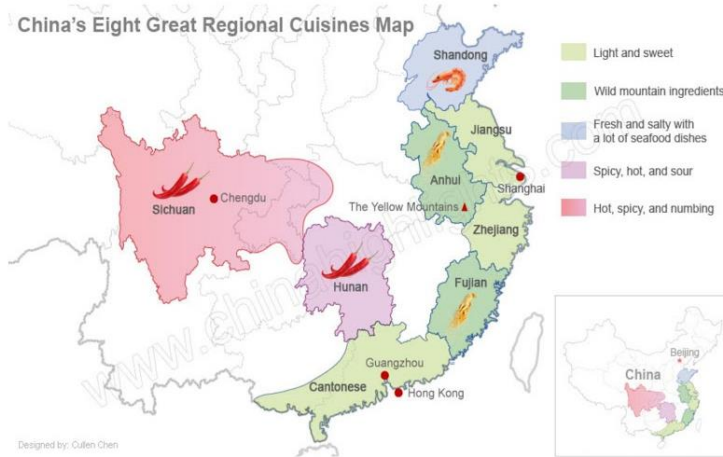 China's Eight Great Regional Cuisines Map
Light and sweet
Wild mountain ingredients
Fresh and salty with
a lot of seafood dishes
Spicy, hot, and sour
Hot, spicy, and numbing
Shandong
Jiangsu
Anhui
Shanghai
The Yellow Mountains
Zhejiang
Sichuan
Chengdu
Hunan
Fujian
Guangzhou
Cantonese
Hong Kong
Beijing
China
Designed by: Cullen Chen